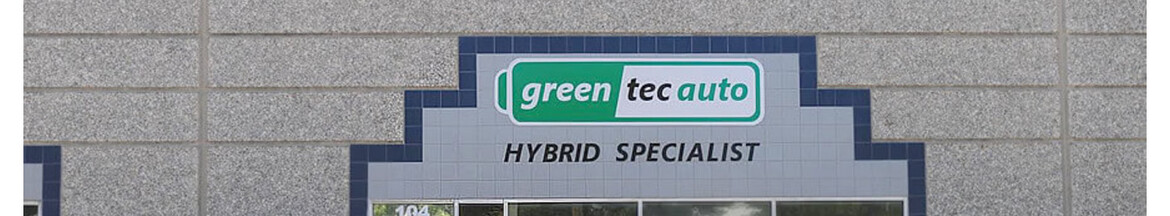 green tec auto
HYBRID SPECIALIST
104